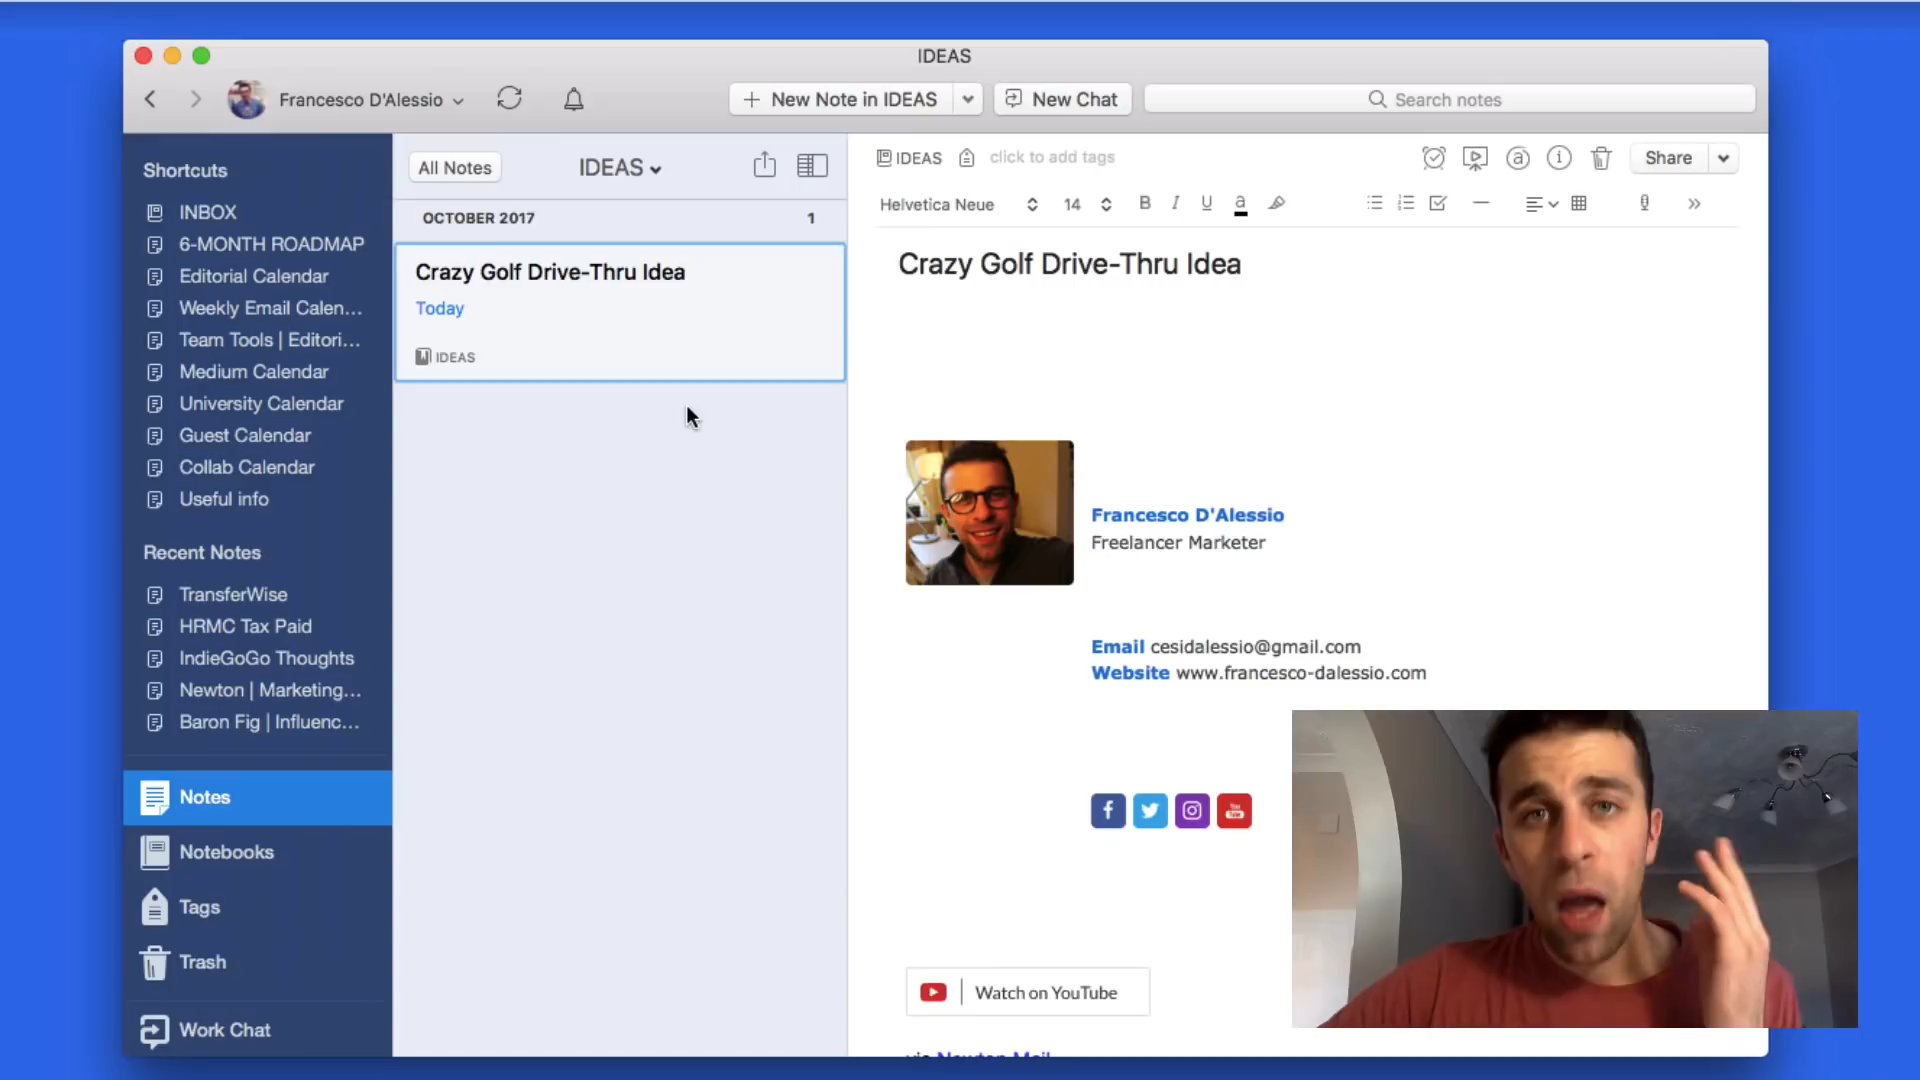 IDEAS
Francesco D'Alessio
New Note in IDEAS
New Chat
Search notes
Shortcuts
INBOX
6-MONTH ROADMAP
Editorial Calendar
Weekly Email Calen...
Team Tools | Editori...
Medium Calendar
University Calendar
Guest Calendar
Collab Calendar
Useful info
Recent Notes
TransferWise
HRMC Tax Paid
IndieGoGo Thoughts
Newton | Marketing...
Baron Fig | Influenc...
Notes
Notebooks
Tags
Trash
Work Chat
All Notes
IDEAS
OCTOBER 2017 1
Crazy Golf Drive-Thru Idea
Today
IDEAS
IDEAS click to add tags
Share
Helvetica Neue 14 B I U a
Crazy Golf Drive-Thru Idea
Francesco D'Alessio
Freelancer Marketer
Email cesidalessio@gmail.com
Website www.francesco-dalessio.com
Watch on YouTube
via Newton Mail